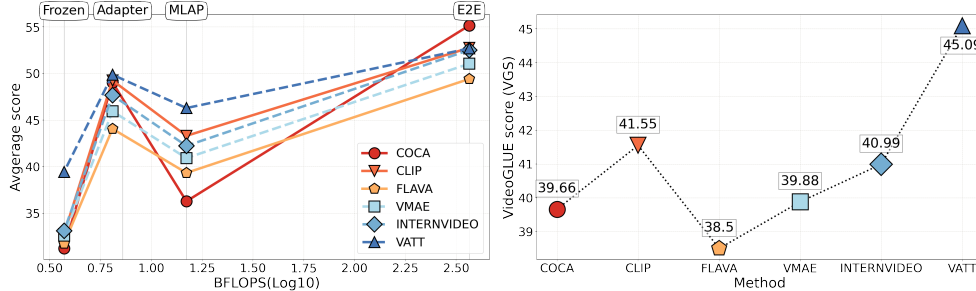 Frozen Adapter MLAP E2E
55
50
45
40
35
Avgerage score
0.50 0.75 1.00 1.25 1.50 1.75 2.00 2.25 2.50
BFLOPS(Log10)
COCA
CLIP
FLAVA
VMAE
INTERNVIDEO
VATT
45
44
43
42
41
40
39
VideoGLUE score (VGS)
39.66
41.55
38.5
39.88
40.99
45.09
COCA CLIP FLAVA VMAE INTERNVIDEO VATT
Method